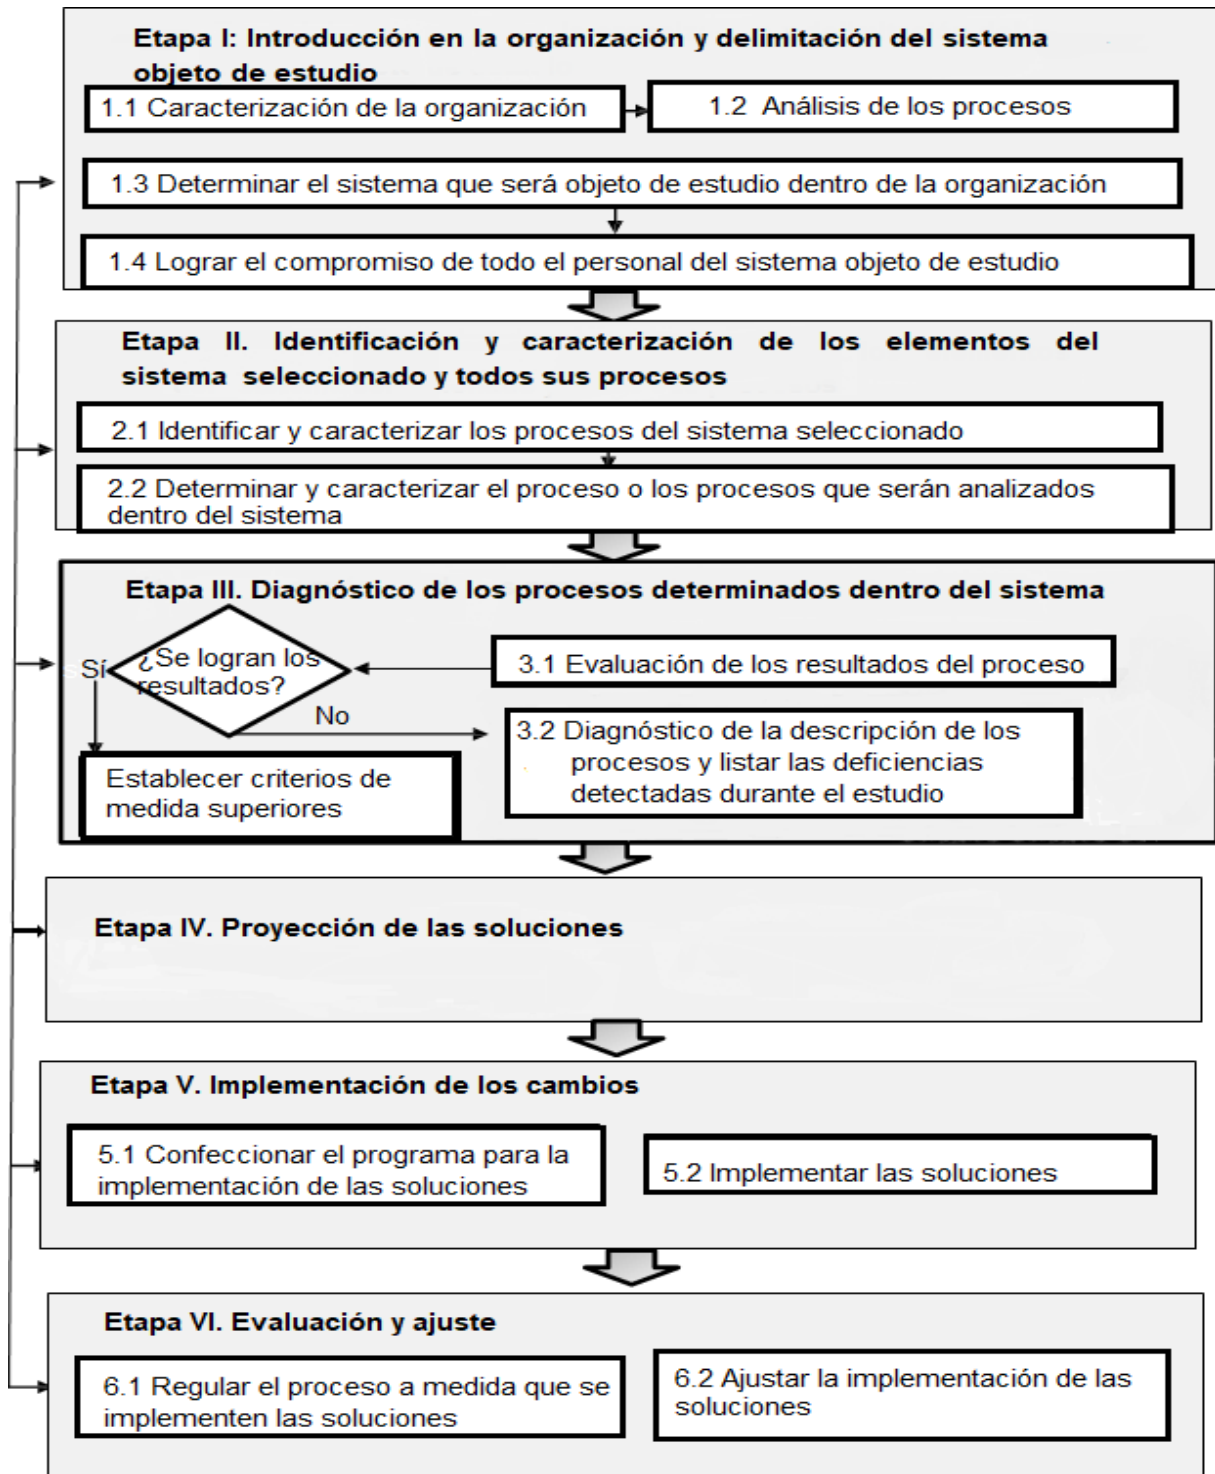 Etapa I: Introducción en la organización y delimitación del sistema
objeto de estudio
1.1 Caracterización de la organización
1.2 Análisis de los procesos
1.3 Determinar el sistema que será objeto de estudio dentro de la organización
1.4 Lograr el compromiso de todo el personal del sistema objeto de estudio
Etapa II. Identificación y caracterización de los elementos del
sistema seleccionado y todos sus procesos
2.1 Identificar y caracterizar los procesos del sistema seleccionado
2.2 Determinar y caracterizar el proceso o los procesos que serán analizados
dentro del sistema
Etapa III. Diagnóstico de los procesos determinados dentro del sistema
¿Se logran los
resultados?
Sí
3.1 Evaluación de los resultados del proceso
No
3.2 Diagnóstico de la descripción de los
procesos y listar las deficiencias
detectadas durante el estudio
Establecer criterios de
medida superiores
Etapa IV. Proyección de las soluciones
Etapa V. Implementación de los cambios
5.1 Confeccionar el programa para la
implementación de las soluciones
5.2 Implementar las soluciones
Etapa VI. Evaluación y ajuste
6.1 Regular el proceso a medida que se
implementen las soluciones
6.2 Ajustar la implementación de las
soluciones